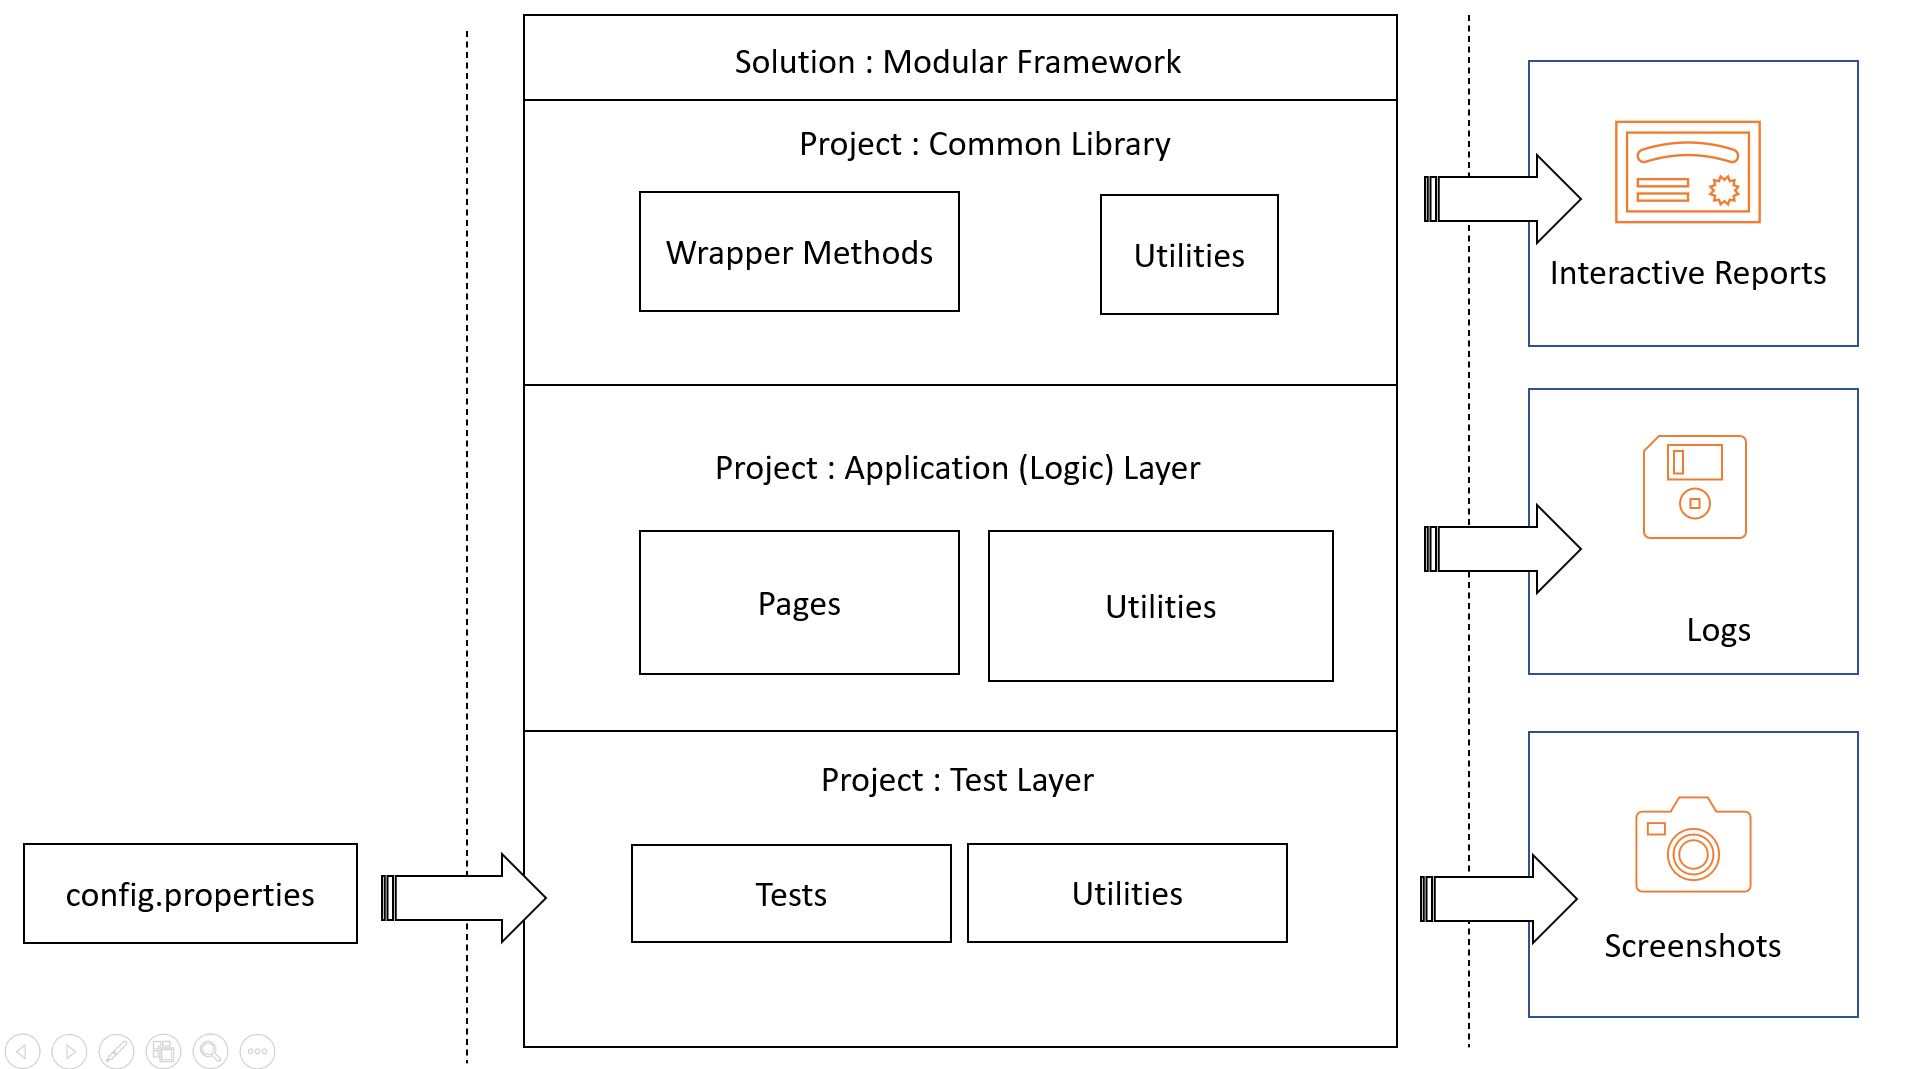 Solution : Modular Framework
Project : Common Library
Wrapper Methods
Utilities
Interactive Reports
Project : Application (Logic) Layer
Pages
Utilities
Logs
Project : Test Layer
config.properties
Tests
Utilities
Screenshots